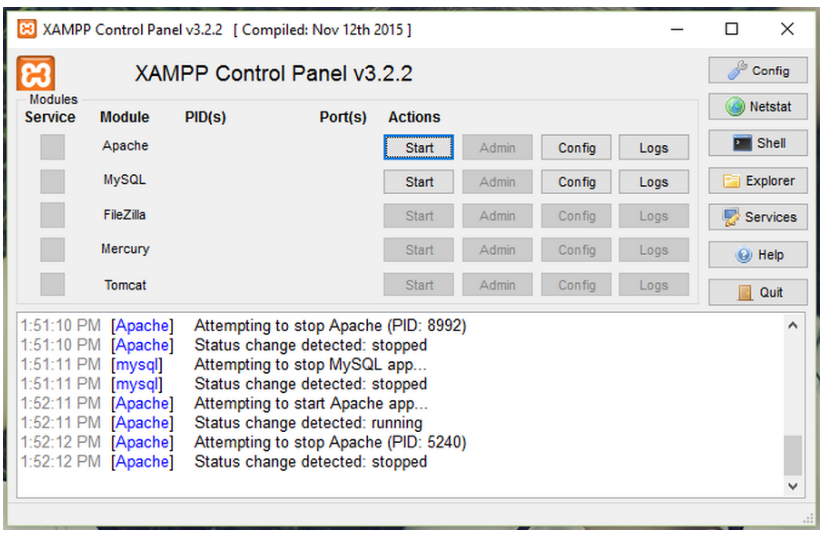 XAMPP Control Panel v3.2.2 [ Compiled: Nov 12th 2015 ]
XAMPP Control Panel v3.2.2
Config
Modules
Netstat
Service Module PID(s) Port(s) Actions
Apache Start Admin Config Logs
Shell
MySQL Start Admin Config Logs
Explorer
FileZilla Start Admin Config Logs
Services
Mercury Start Admin Config Logs
Help
Tomcat Start Admin Config Logs
Quit
1:51:10 PM [Apache] Attempting to stop Apache (PID: 8992)
1:51:10 PM [Apache] Status change detected: stopped
1:51:11 PM [mysql] Attempting to stop MySQL app...
1:51:11 PM [mysql] Status change detected: stopped
1:52:11 PM [Apache] Attempting to start Apache app...
1:52:11 PM [Apache] Status change detected: running
1:52:12 PM [Apache] Attempting to stop Apache (PID: 5240)
1:52:12 PM [Apache] Status change detected: stopped